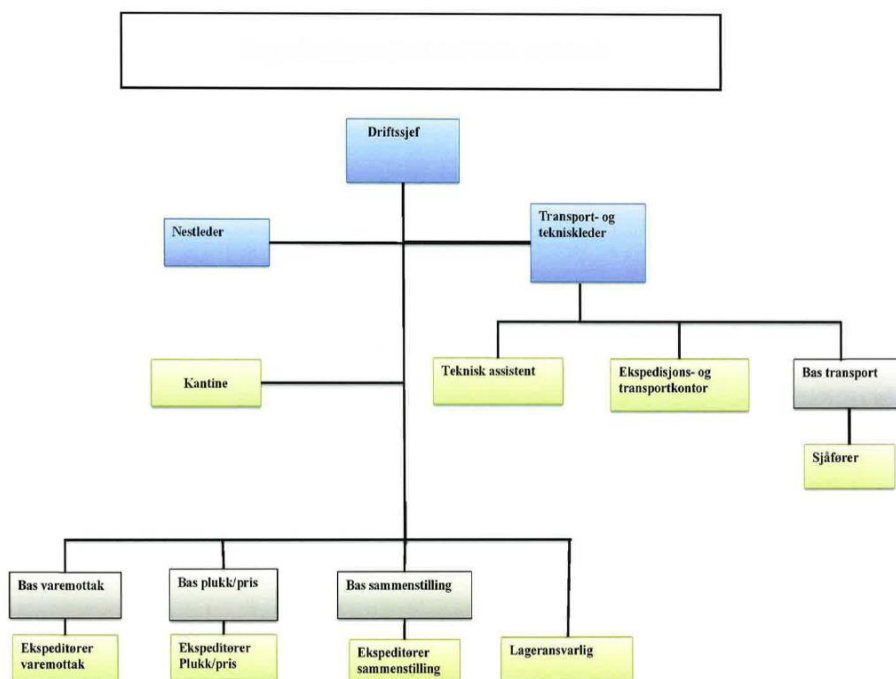 Driftssjef
Nestleder
Transport- og
tekniskleder
Kantine
Teknisk assistent
Ekspedisjons- og
transportkontor
Bas transport
Sjåfører
Bas varemottak
Bas plukk/pris
Bas sammenstilling
Ekspeditører
varemottak
Ekspeditører
Plukk/pris
Ekspeditører
sammenstilling
Lageransvarlig